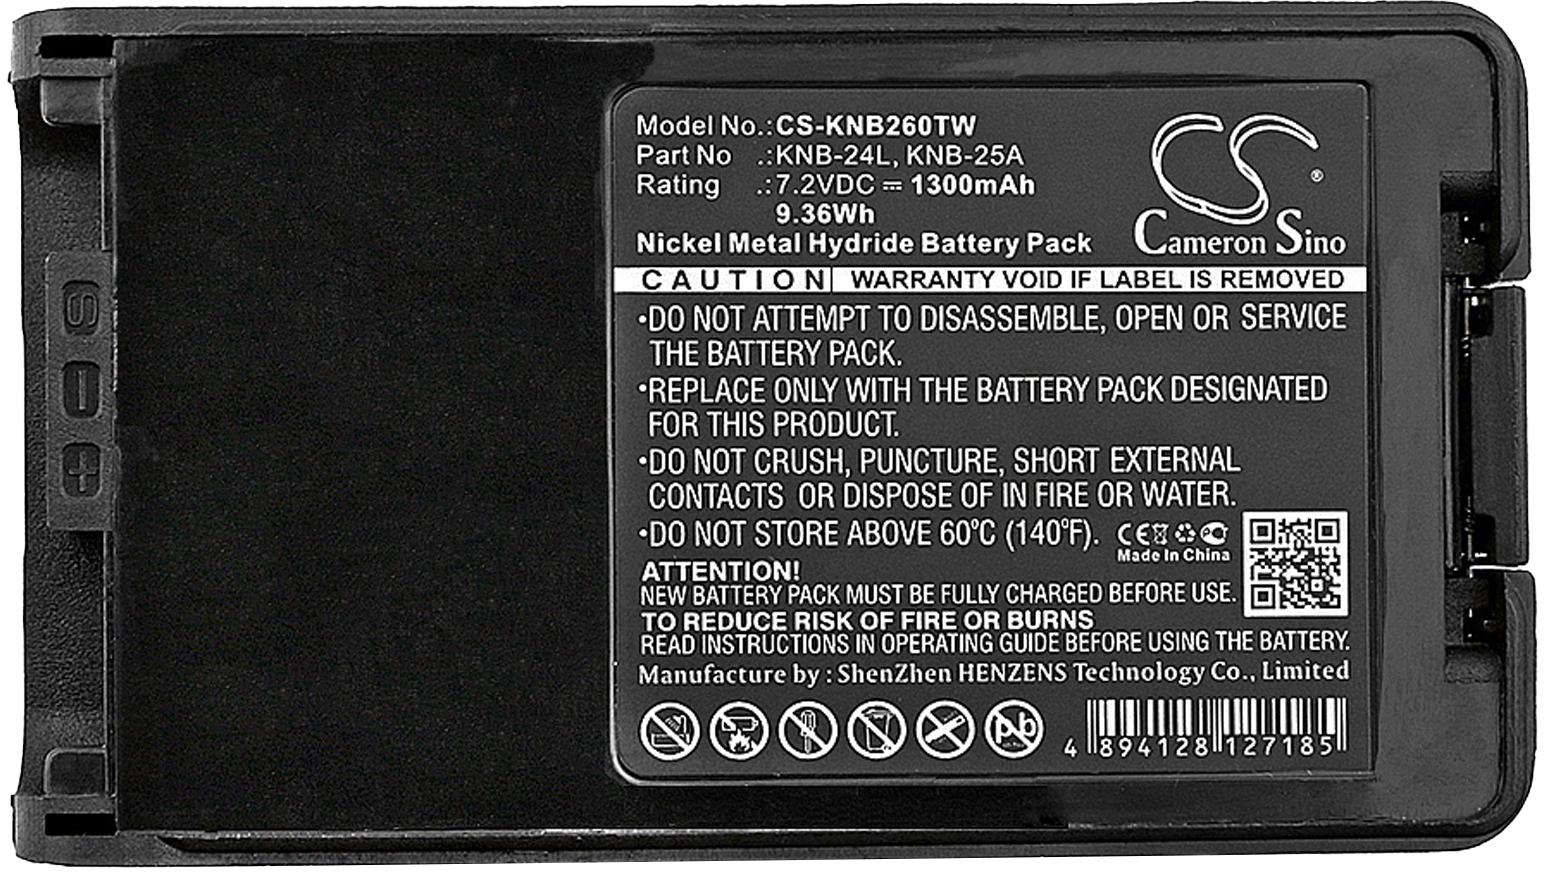 Model No.:CS-KNB260TW
Part No .:KNB-24L, KNB-25A
Rating .:7.2VDC ⎓ 1300mAh
9.36Wh
Nickel Metal Hydride Battery Pack
Cameron Sino ®
CAUTION WARRANTY VOID IF LABEL IS REMOVED
•DO NOT ATTEMPT TO DISASSEMBLE, OPEN OR SERVICE
THE BATTERY PACK.
•REPLACE ONLY WITH THE BATTERY PACK DESIGNATED
FOR THIS PRODUCT.
•DO NOT CRUSH, PUNCTURE, SHORT EXTERNAL
CONTACTS OR DISPOSE OF IN FIRE OR WATER.
•DO NOT STORE ABOVE 60°C (140°F).
CE
Made In China
ATTENTION!
NEW BATTERY PACK MUST BE FULLY CHARGED BEFORE USE.
TO REDUCE RISK OF FIRE OR BURNS
READ INSTRUCTIONS IN OPERATING GUIDE BEFORE USING THE BATTERY.
Manufacture by : ShenZhen HENZENS Technology Co., Limited
Pb
4 894128 127185
S
-
+